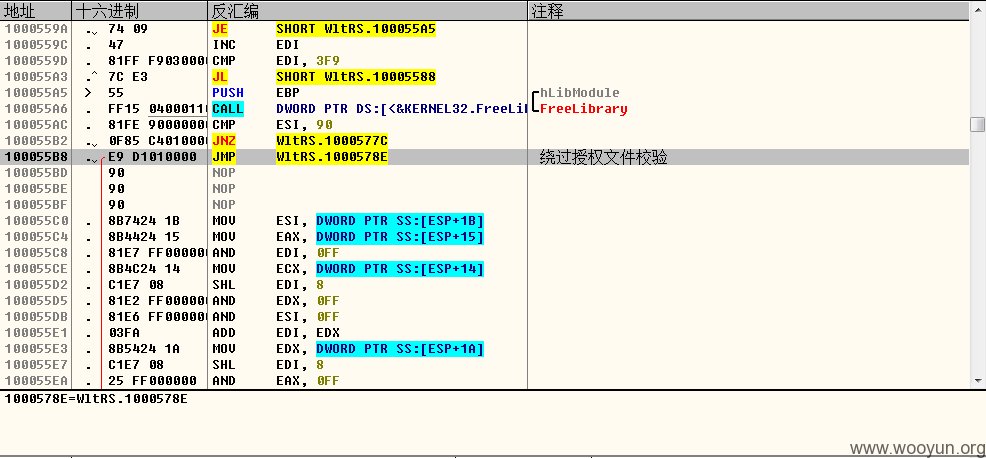 地址 十六进制 反汇编 注释
1000559A . 74 09 JE SHORT WltRS.100055A5
1000559C . 47 INC EDI
1000559D . 81FF F9030000 CMP EDI, 3F9
100055A3 .^ 7C E3 JL SHORT WltRS.10005588
100055A5 > 55 PUSH EBP hLibModule
100055A6 . FF15 04000110 CALL DWORD PTR DS:[<&KERNEL32.FreeLi FreeLibrary
100055AC . 81FE 9000000 CMP ESI, 90
100055B2 . 0F85 C4010000 JNZ WltRS.1000577C
100055B8 . E9 D1010000 JMP WltRS.1000578E 绕过授权文件校验
100055BD 90 NOP
100055BE 90 NOP
100055BF 90 NOP
100055C0 . 8B7424 1B MOV ESI, DWORD PTR SS:[ESP+1B]
100055C4 . 8B4424 15 MOV EAX, DWORD PTR SS:[ESP+15]
100055C8 . 81E7 FF000000 AND EDI, 0FF
100055CE . 8B4C24 14 MOV ECX, DWORD PTR SS:[ESP+14]
100055D2 . C1E7 08 SHL EDI, 8
100055D5 . 81E2 FF000000 AND EDX, 0FF
100055DB . 81E6 FF000000 AND ESI, 0FF
100055E1 . 03FA ADD EDI, EDX
100055E3 . 8B5424 1A MOV EDX, DWORD PTR SS:[ESP+1A]
100055E7 . C1E7 08 SHL EDI, 8
100055EA . 25 FF000000 AND EAX, 0FF
1000578E=WltRS.1000578E
www.wooyun.org